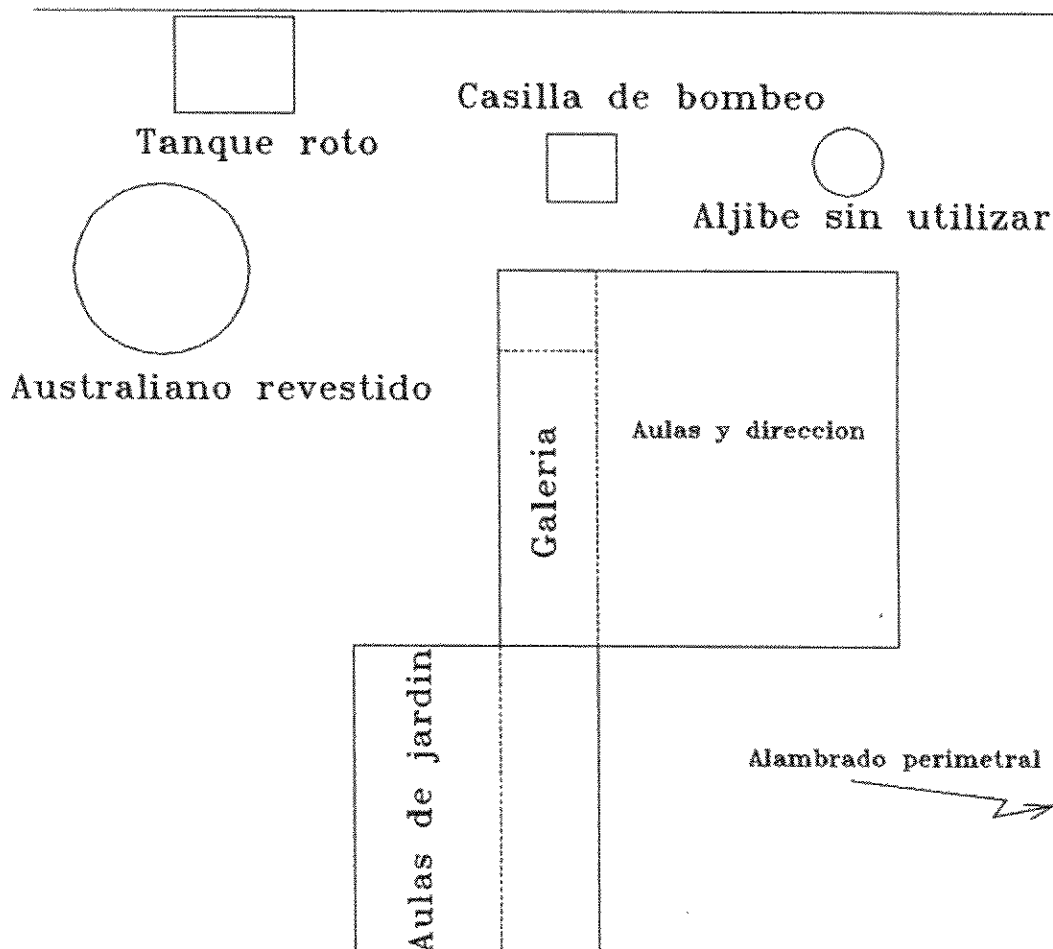 Casilla de bombeo
Tanque roto
Aljibe sin utilizar
Australiano revestido
Aulas y direccion
Galeria
Aulas de jardin
Alambrado perimetral